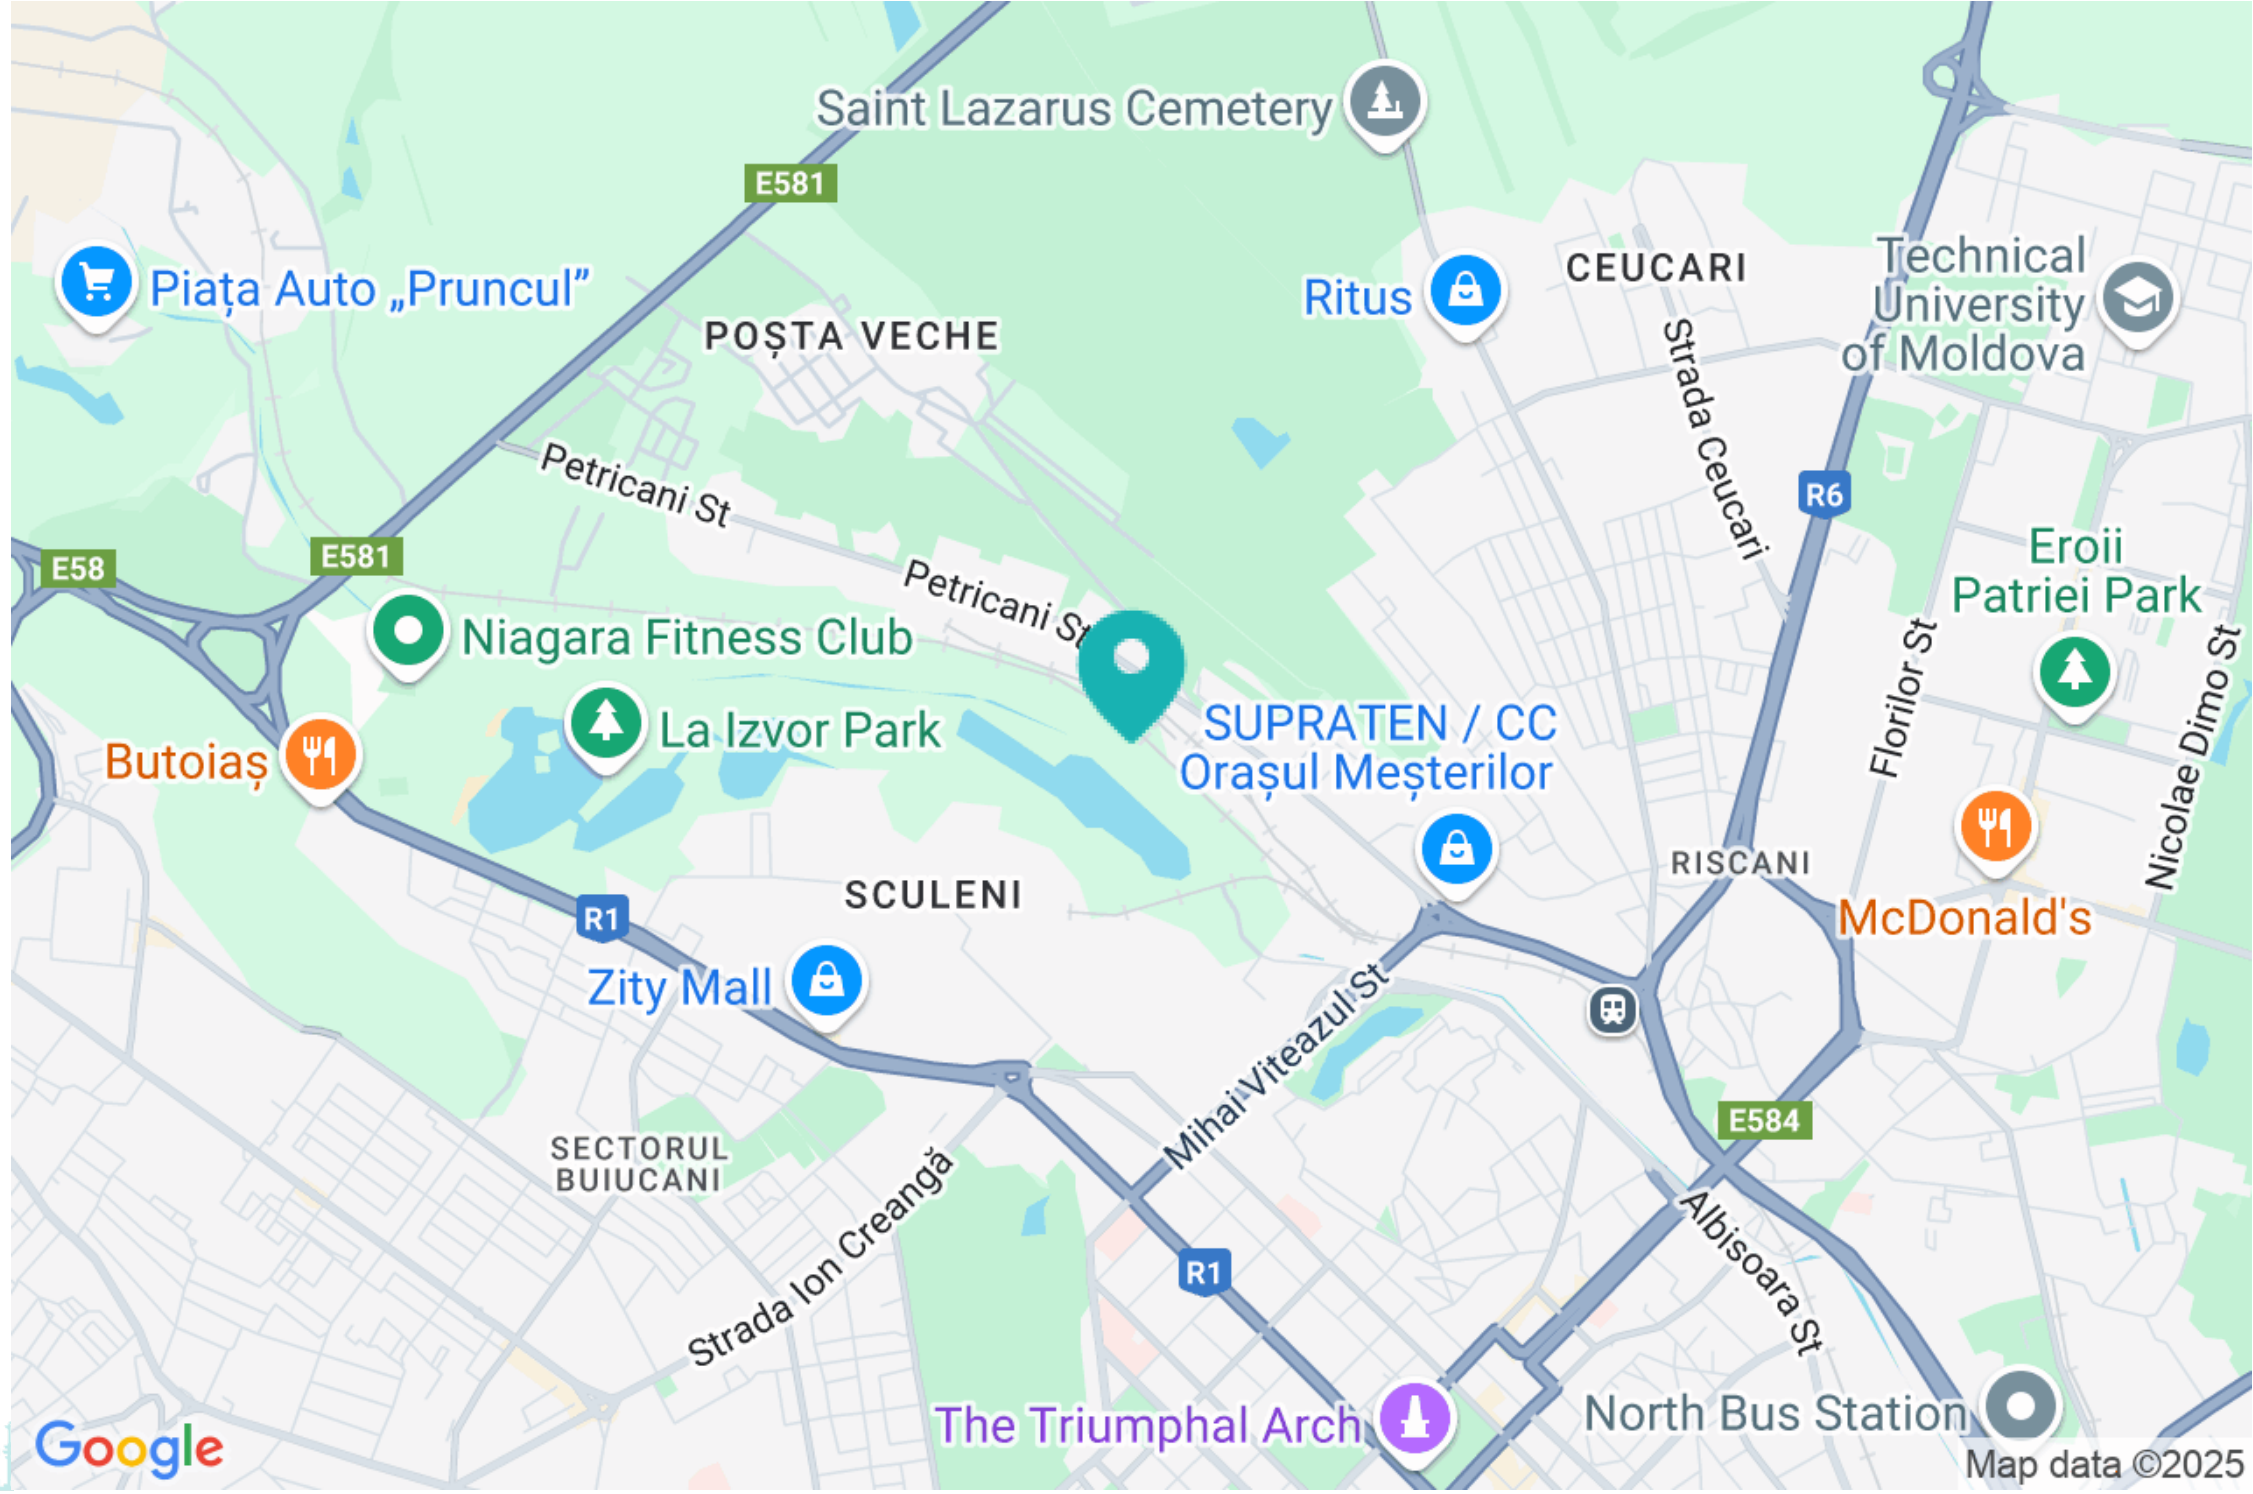 Saint Lazarus Cemetery
E581
Piața Auto „Pruncul”
POȘTA VECHE
Ritus
CEUCARI
Technical
University
of Moldova
Strada Ceucari
Petricani St
R6
E581
E58
Eroii
Patriei Park
Petricani St
Niagara Fitness Club
Florilor St
Nicolae Dimo St
La Izvor Park
SUPRATEN / CC
Orașul Meșterilor
Butoiaș
RISCANI
SCULENI
R1
McDonald's
Zity Mall
Mihai Viteazul St
E584
SECTORUL
BUIUCANI
Strada Ion Creangă
Albisoara St
R1
The Triumphal Arch
North Bus Station
Google
Map data ©2025